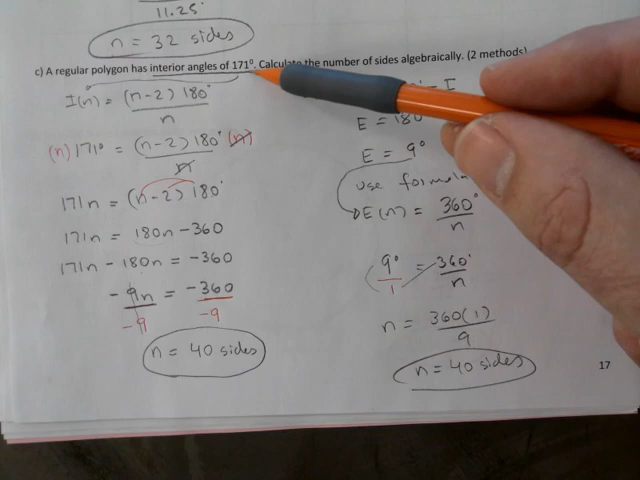 11.25
n = 32 sides
c) A regular polygon has interior angles of 171°. Calculate the number of sides algebraically. (2 methods)
I(n) = (n-2) 180°
n
(n) 171° = (n-2) 180° (n)
n
171n = (n-2) 180°
171n = 180n - 360
171n - 180n = -360
-9n = -360
-9 -9
n = 40 sides
- I
E = 180°
E = 9°
use
E(n) = 360°
n
9° = 360°
1 n
n = 360(1)
9
n = 40 sides
17